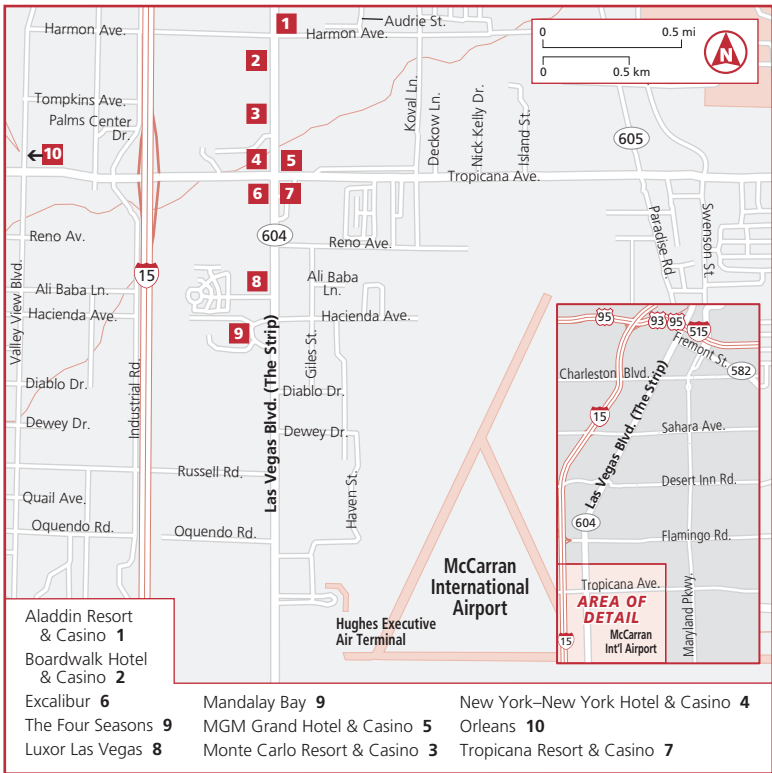 1
Audrie St.
Harmon Ave.
Harmon Ave.
0 0.5 mi
0 0.5 km
N
2
Tompkins Ave.
Palms Center
Dr.
3
Koval Ln.
Deckow Ln.
Nick Kelly Dr.
Island St.
605
10
4
5
Tropicana Ave.
6
7
Paradise Rd.
Swenson St.
Reno Av.
604
Reno Ave.
15
8
Ali Baba
Ln.
Ali Baba Ln.
Hacienda Ave.
Hacienda Ave.
9
Valley View Blvd.
Industrial Rd.
Las Vegas Blvd. (The Strip)
Giles St.
Diablo Dr.
Diablo Dr.
Dewey Dr.
Dewey Dr.
Russell Rd.
Haven St.
Quail Ave.
Oquendo Rd.
Oquendo Rd.
McCarran
International
Airport
Hughes Executive
Air Terminal
95
93
95
515
Fremont St.
582
Charleston Blvd.
15
Las Vegas Blvd. (The Strip)
Sahara Ave.
Desert Inn Rd.
604
Flamingo Rd.
Tropicana Ave.
AREA OF
DETAIL
McCarran
Int'l Airport
Maryland Pkwy.
15
Aladdin Resort
& Casino 1
Boardwalk Hotel
& Casino 2
Excalibur 6
The Four Seasons 9
Luxor Las Vegas 8
Mandalay Bay 9
MGM Grand Hotel & Casino 5
Monte Carlo Resort & Casino 3
New York–New York Hotel & Casino 4
Orleans 10
Tropicana Resort & Casino 7